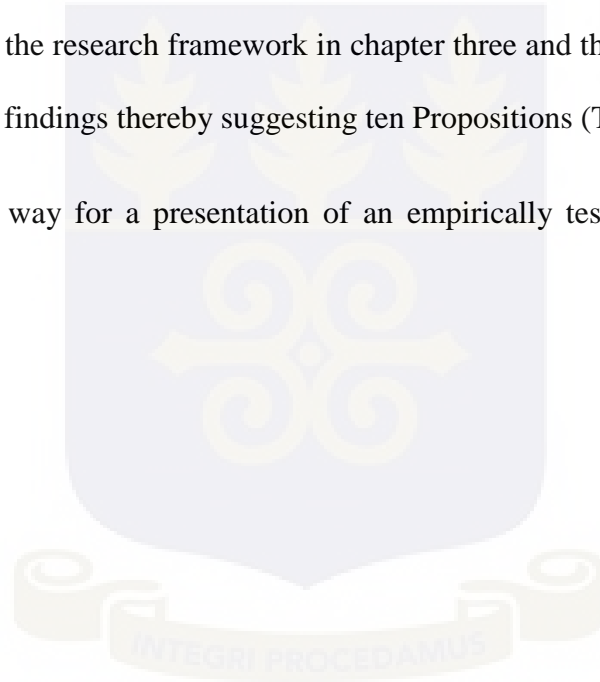 the research framework in chapter three and th
findings thereby suggesting ten Propositions (T
way for a presentation of an empirically tes
INTEGRI PROCEDAMUS